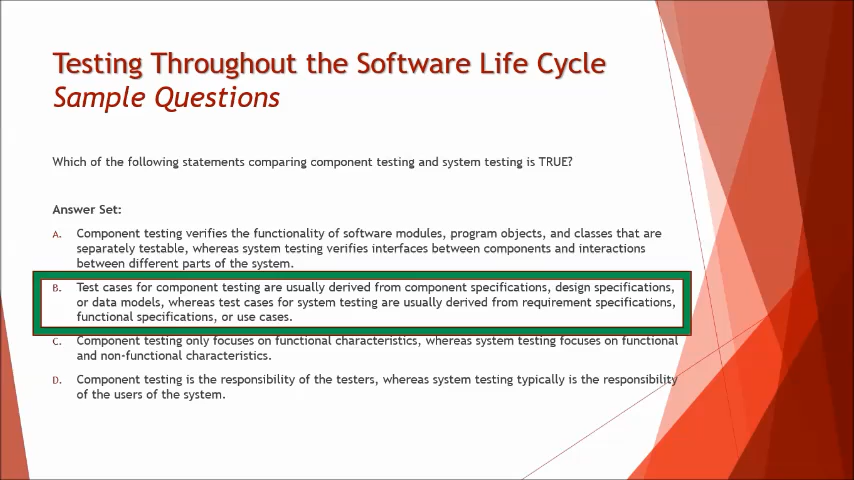 Testing Throughout the Software Life Cycle
Sample Questions
Which of the following statements comparing component testing and system testing is TRUE?
Answer Set:
A. Component testing verifies the functionality of software modules, program objects, and classes that are
separately testable, whereas system testing verifies interfaces between components and interactions
between different parts of the system.
B. Test cases for component testing are usually derived from component specifications, design specifications,
or data models, whereas test cases for system testing are usually derived from requirement specifications,
functional specifications, or use cases.
C. Component testing only focuses on functional characteristics, whereas system testing focuses on functional
and non-functional characteristics.
D. Component testing is the responsibility of the testers, whereas system testing typically is the responsibility
of the users of the system.